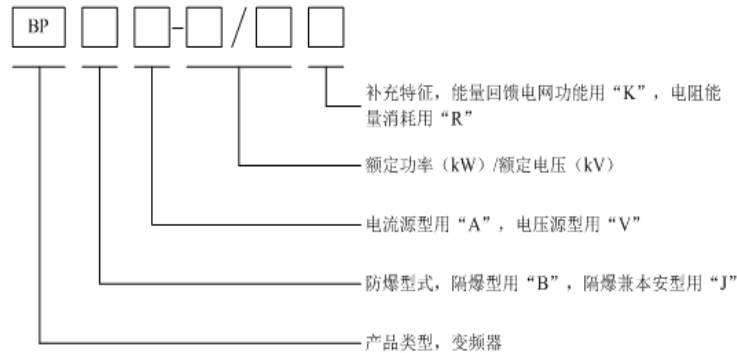 BP - /
补充特征，能量回馈电网功能用“K”，电阻能
量消耗用“R”
额定功率（kW）/额定电压（kV）
电流源型用“A”，电压源型用“V”
防爆型式，隔爆型用“B”，隔爆兼本安型用“J”
产品类型，变频器